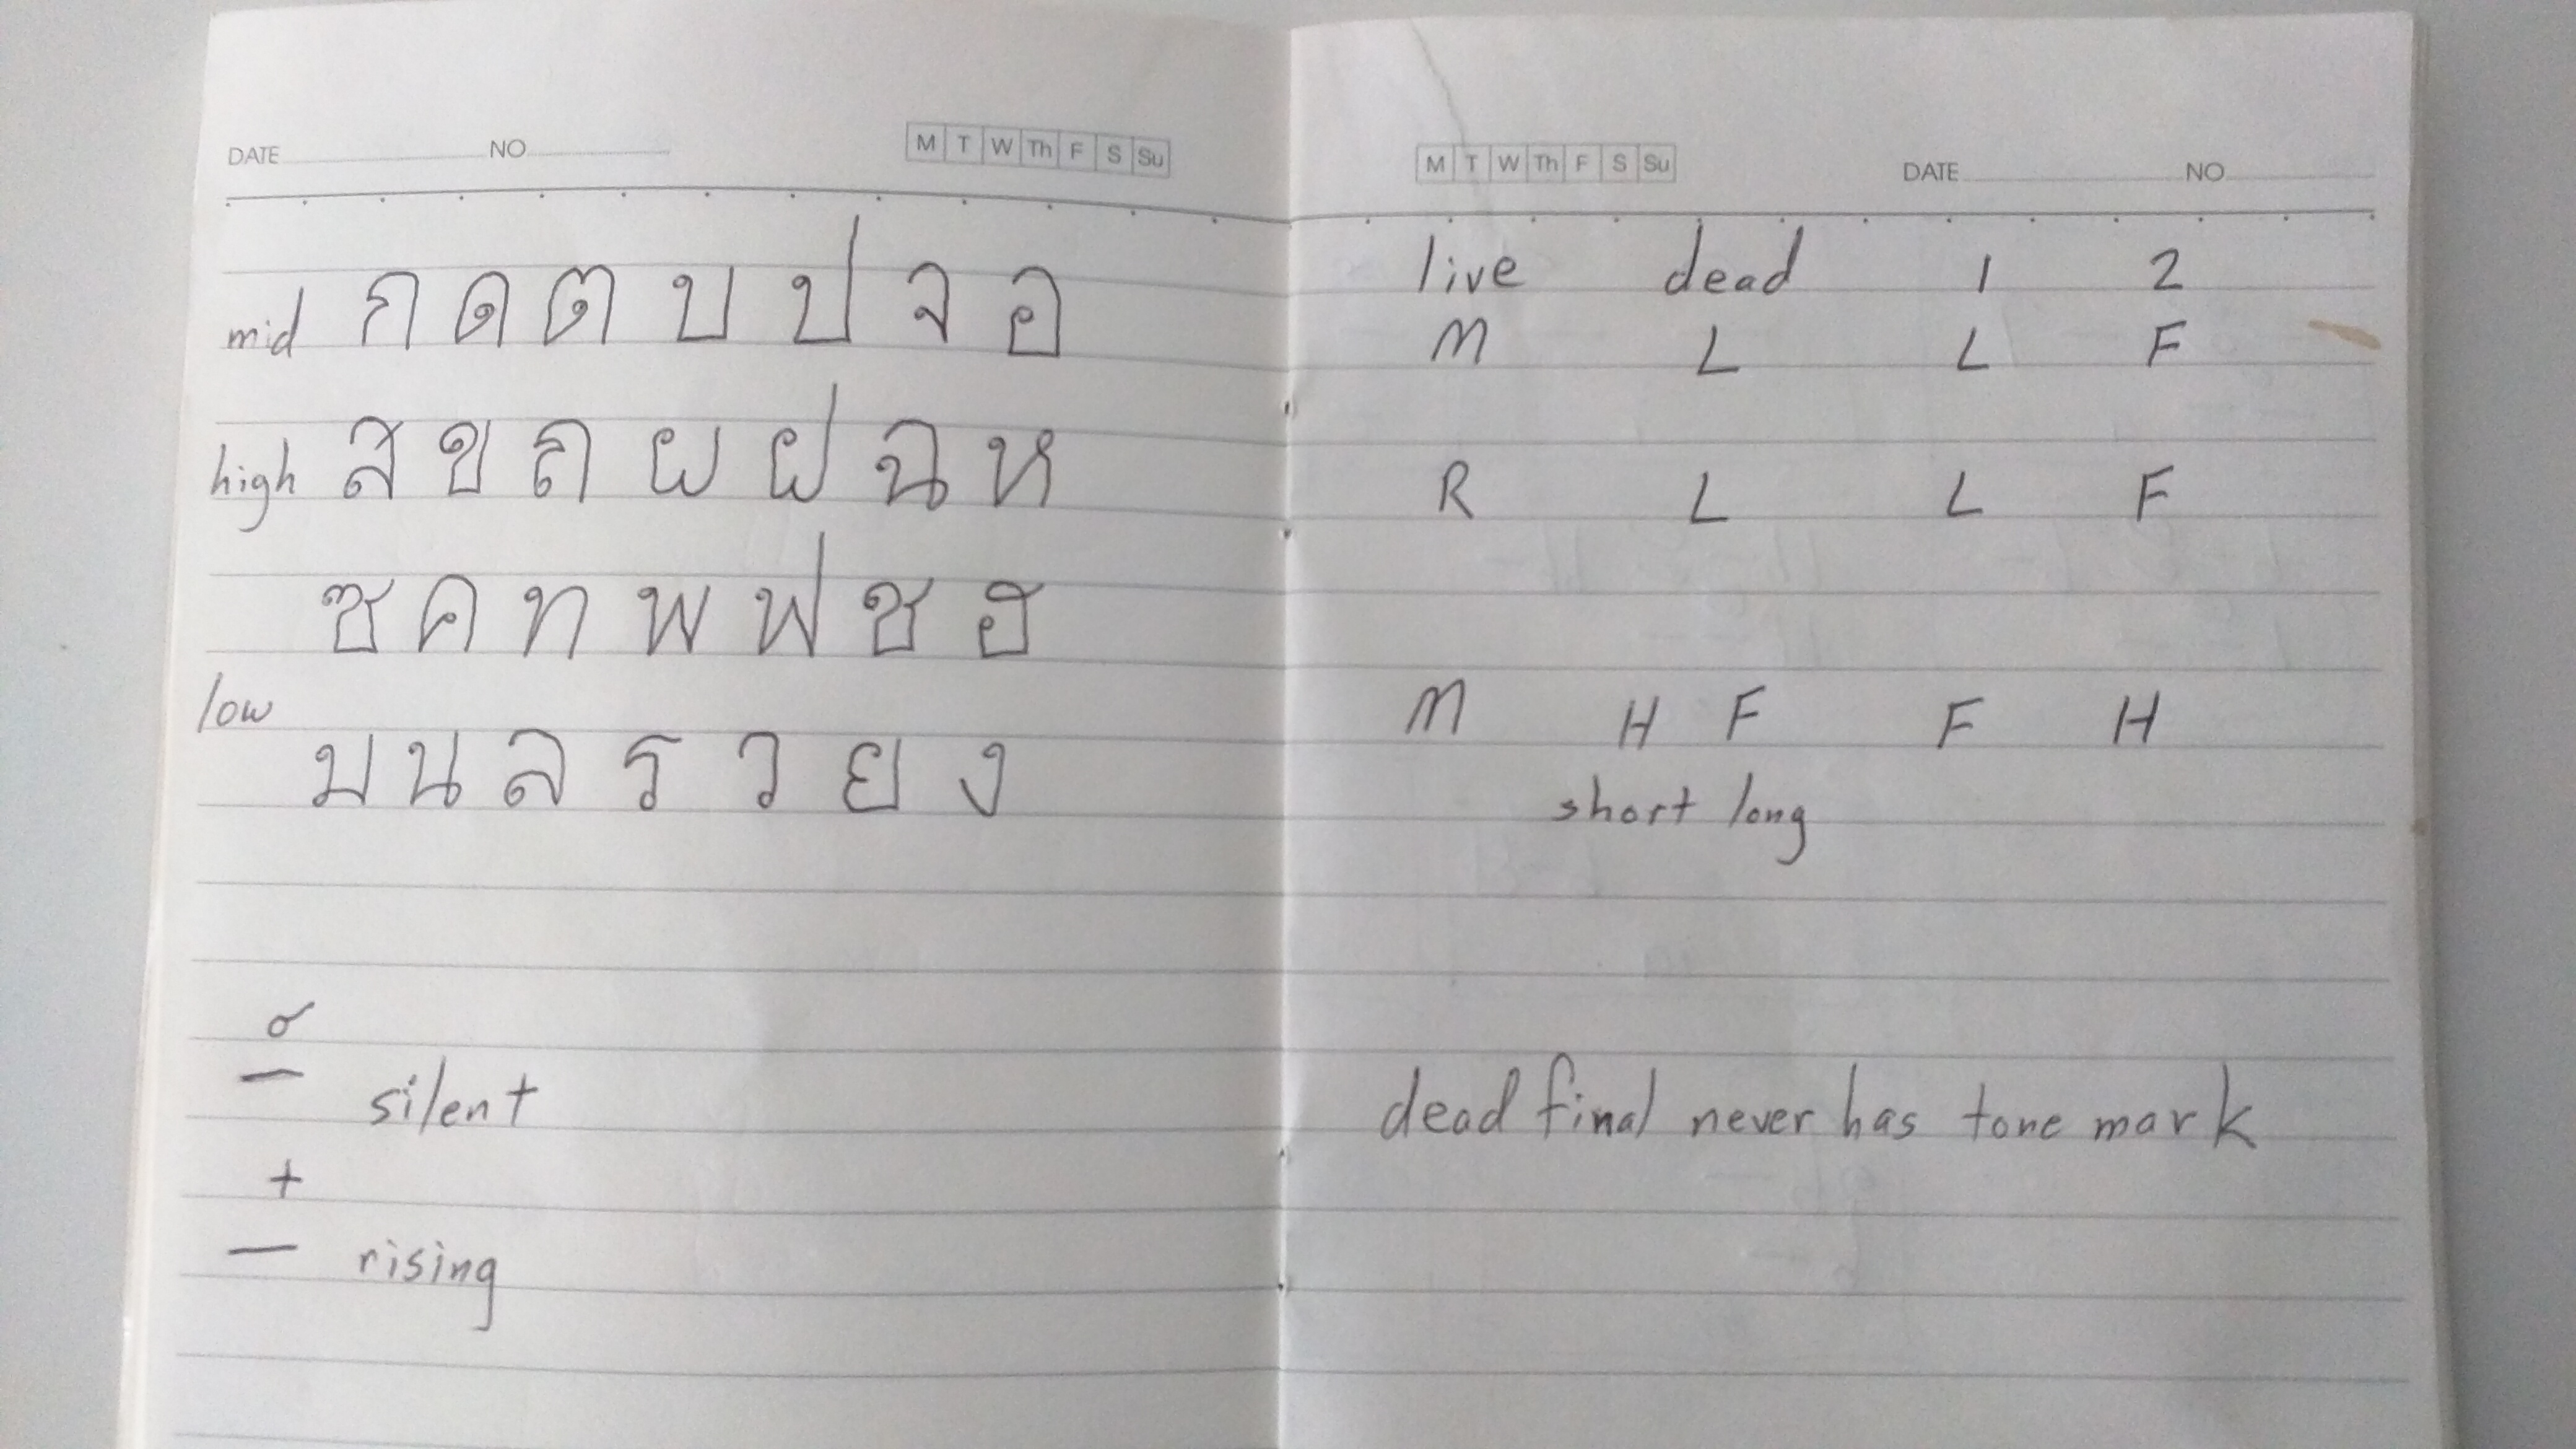 DATE NO M T W Th F S Su
mid ก ด ต บ ป จ อ
high ส ข ถ ผ ฝ ฉ ห
ซ ค ท พ ฟ ช ฮ
low
ม น ล ร ว ย ง
์
— silent
+
— rising
M T W Th F S Su DATE NO
live dead 1 2
M L L F
R L L F
M H F F H
short long
dead final never has tone mark